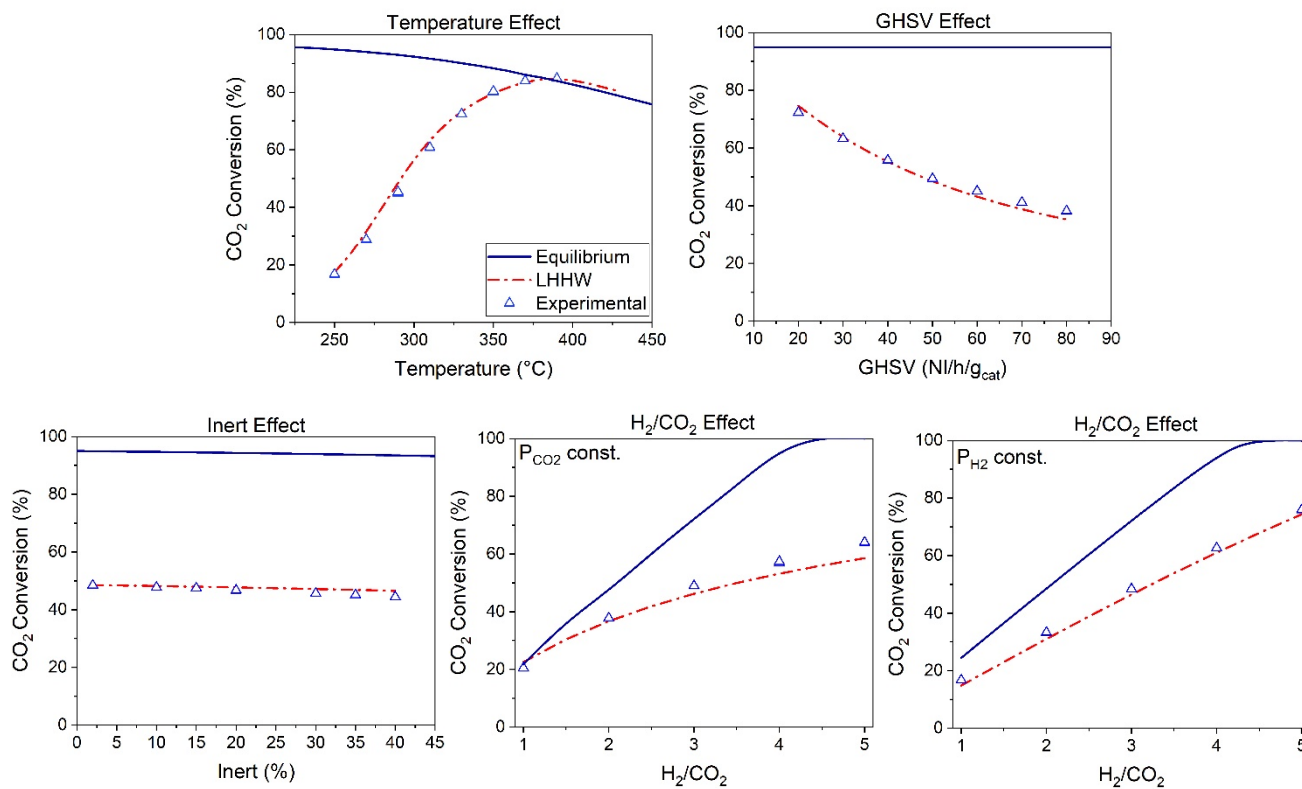 Temperature Effect
100
80
60
40
20
0
CO2 Conversion (%)
250 300 350 400 450
Temperature (°C)
Equilibrium
LHHW
Experimental
GHSV Effect
100
80
60
40
20
0
CO2 Conversion (%)
10 20 30 40 50 60 70 80 90
GHSV (Nl/h/gcat)
Inert Effect
100
80
60
40
20
0
CO2 Conversion (%)
0 5 10 15 20 25 30 35 40 45
Inert (%)
H2/CO2 Effect
PCO2 const.
100
80
60
40
20
0
CO2 Conversion (%)
1 2 3 4 5
H2/CO2
H2/CO2 Effect
PH2 const.
100
80
60
40
20
0
CO2 Conversion (%)
1 2 3 4 5
H2/CO2